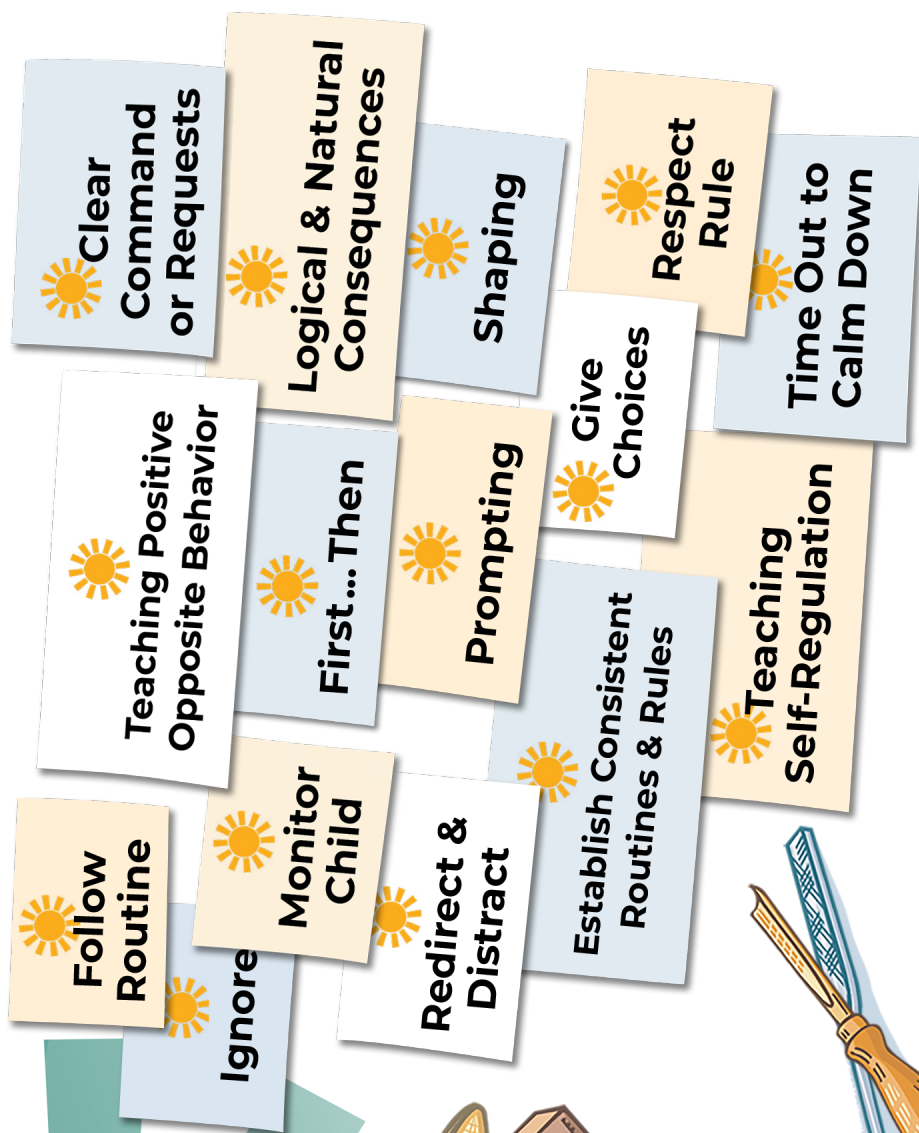 Clear
Command
or Requests
Logical & Natural
Consequences
Shaping
Respect
Rule
Time Out to
Calm Down
Give
Choices
Teaching Positive
Opposite Behavior
First... Then
Prompting
Teaching
Self-Regulation
Establish Consistent
Routines & Rules
Monitor
Child
Redirect &
Distract
Follow
Routine
Ignore